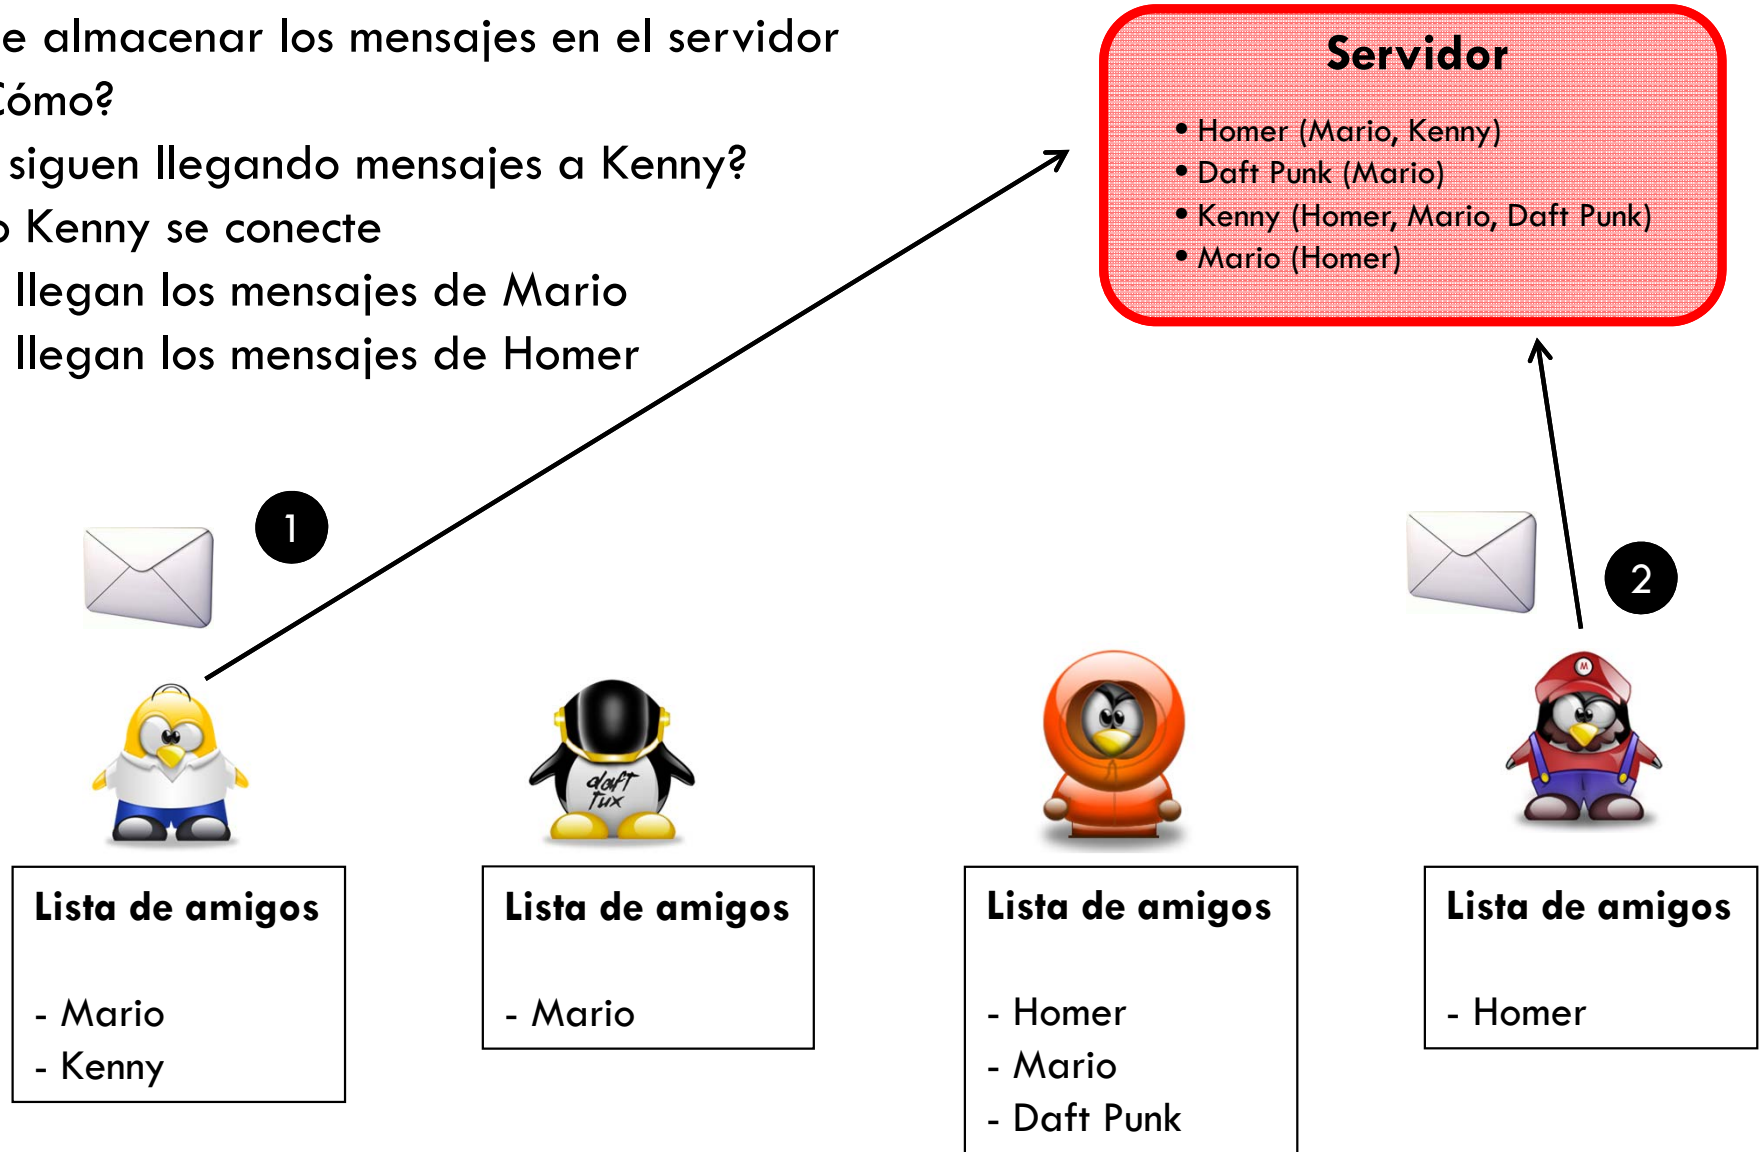 e almacenar los mensajes en el servidor
Cómo?
siguen llegando mensajes a Kenny?
o Kenny se conecte
llegan los mensajes de Mario
llegan los mensajes de Homer
Servidor
• Homer (Mario, Kenny)
• Daft Punk (Mario)
• Kenny (Homer, Mario, Daft Punk)
• Mario (Homer)
1
2
M
daft
Tux
Lista de amigos
- Mario
- Kenny
Lista de amigos
- Mario
Lista de amigos
- Homer
- Mario
- Daft Punk
Lista de amigos
- Homer